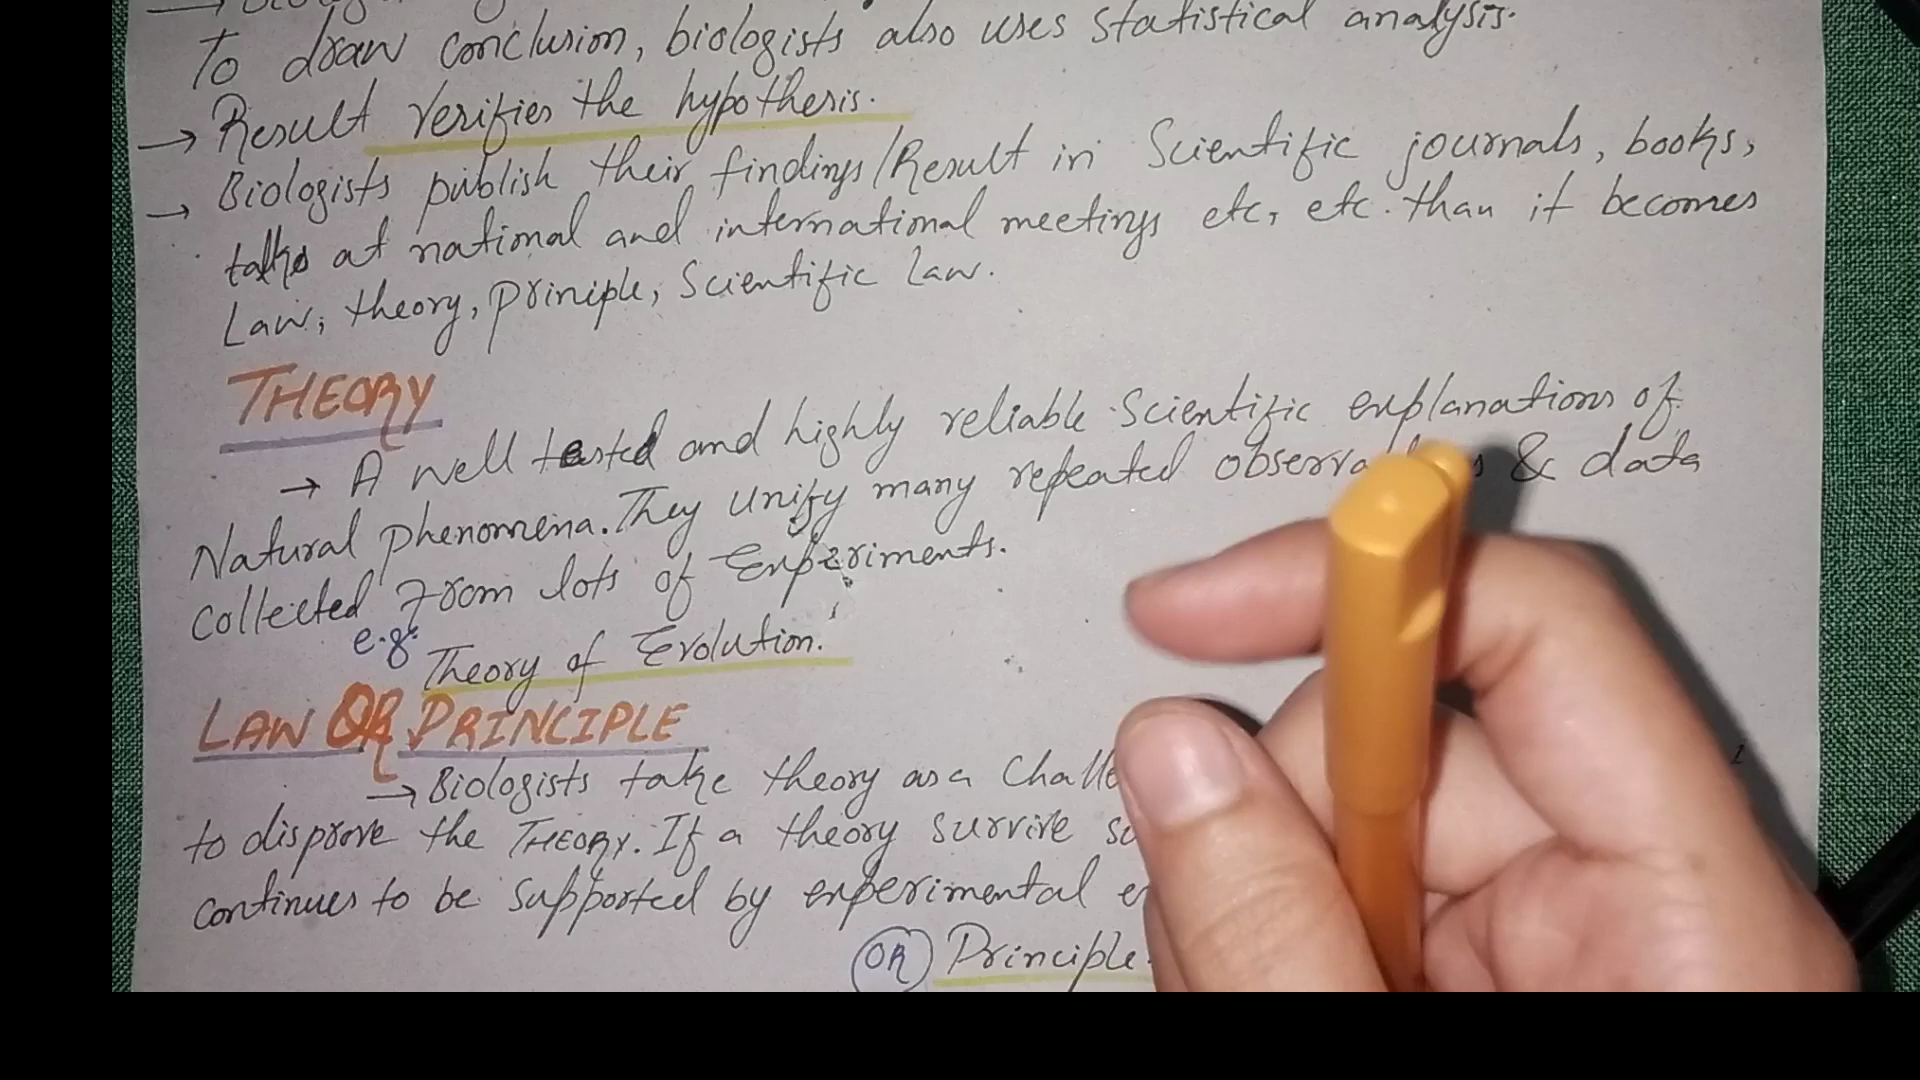 To draw conclusion, biologists also uses statistical analysis.
→ Result verifies the hypothesis.
→ Biologists publish their findings/Result in Scientific journals, books,
talks at national and international meetings etc, etc. than it becomes
Law, theory, priniple, Scientific Law.
THEORY
→ A well tested and highly reliable Scientific explanations of
Natural phenomena. They unify many repeated & data
collected from lots of Experiments.
e.g:
Theory of Evolution.
LAW OR PRINCIPLE
→ Biologists take theory as a
to disprove the THEORY. If a theory survive
continues to be supported by experimental
OR Principle.